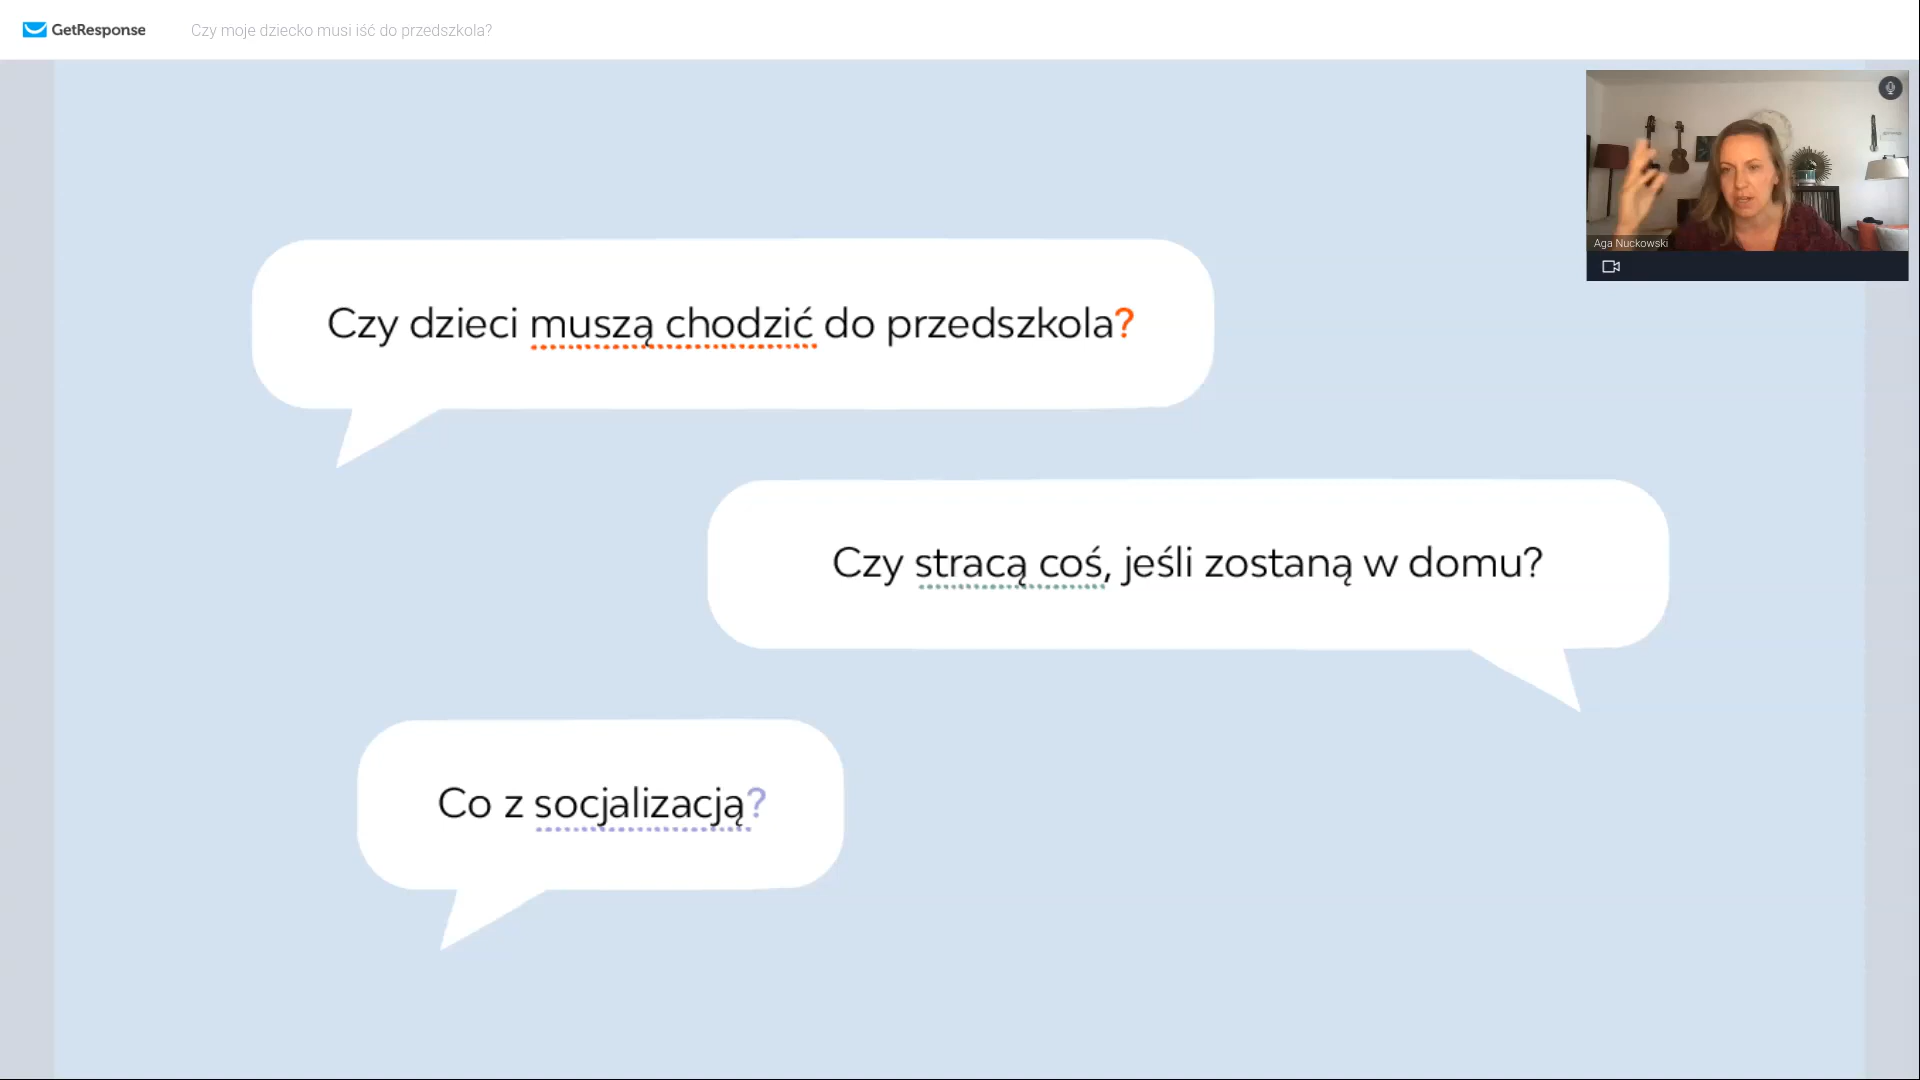 GetResponse
Czy moje dziecko musi iść do przedszkola?
Aga Nuckowski
Czy dzieci muszą chodzić do przedszkola?
Czy stracą coś, jeśli zostaną w domu?
Co z socjalizacją?